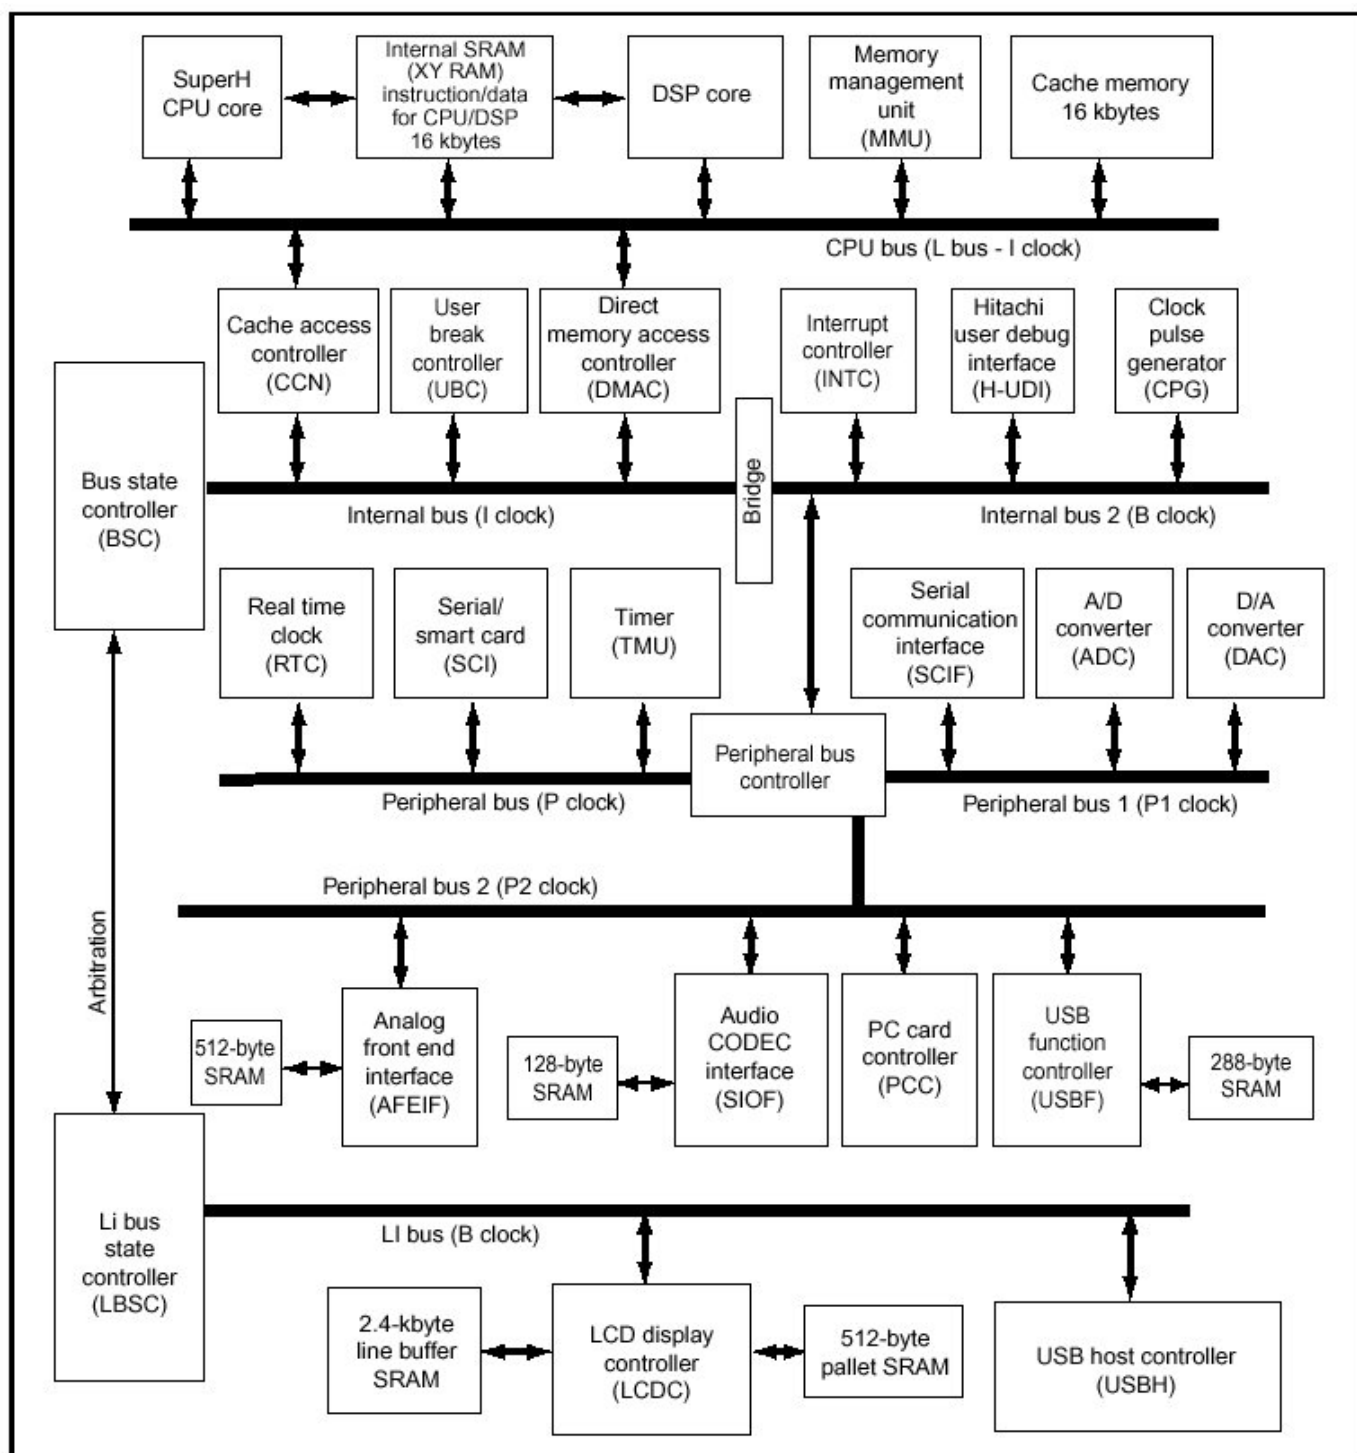 SuperH
CPU core
Internal SRAM
(XY RAM)
instruction/data
for CPU/DSP
16 kbytes
DSP core
Memory
management
unit
(MMU)
Cache memory
16 kbytes
CPU bus (L bus - I clock)
Cache access
controller
(CCN)
User
break
controller
(UBC)
Direct
memory access
controller
(DMAC)
Interrupt
controller
(INTC)
Hitachi
user debug
interface
(H-UDI)
Clock
pulse
generator
(CPG)
Bus state
controller
(BSC)
Bridge
Internal bus (I clock)
Internal bus 2 (B clock)
Real time
clock
(RTC)
Serial/
smart card
(SCI)
Timer
(TMU)
Serial
communication
interface
(SCIF)
A/D
converter
(ADC)
D/A
converter
(DAC)
Peripheral bus
controller
Peripheral bus (P clock)
Peripheral bus 1 (P1 clock)
Peripheral bus 2 (P2 clock)
Arbitration
512-byte
SRAM
Analog
front end
interface
(AFEIF)
128-byte
SRAM
Audio
CODEC
interface
(SIOF)
PC card
controller
(PCC)
USB
function
controller
(USBF)
288-byte
SRAM
Li bus
state
controller
(LBSC)
LI bus (B clock)
2.4-kbyte
line buffer
SRAM
LCD display
controller
(LCDC)
512-byte
pallet SRAM
USB host controller
(USBH)